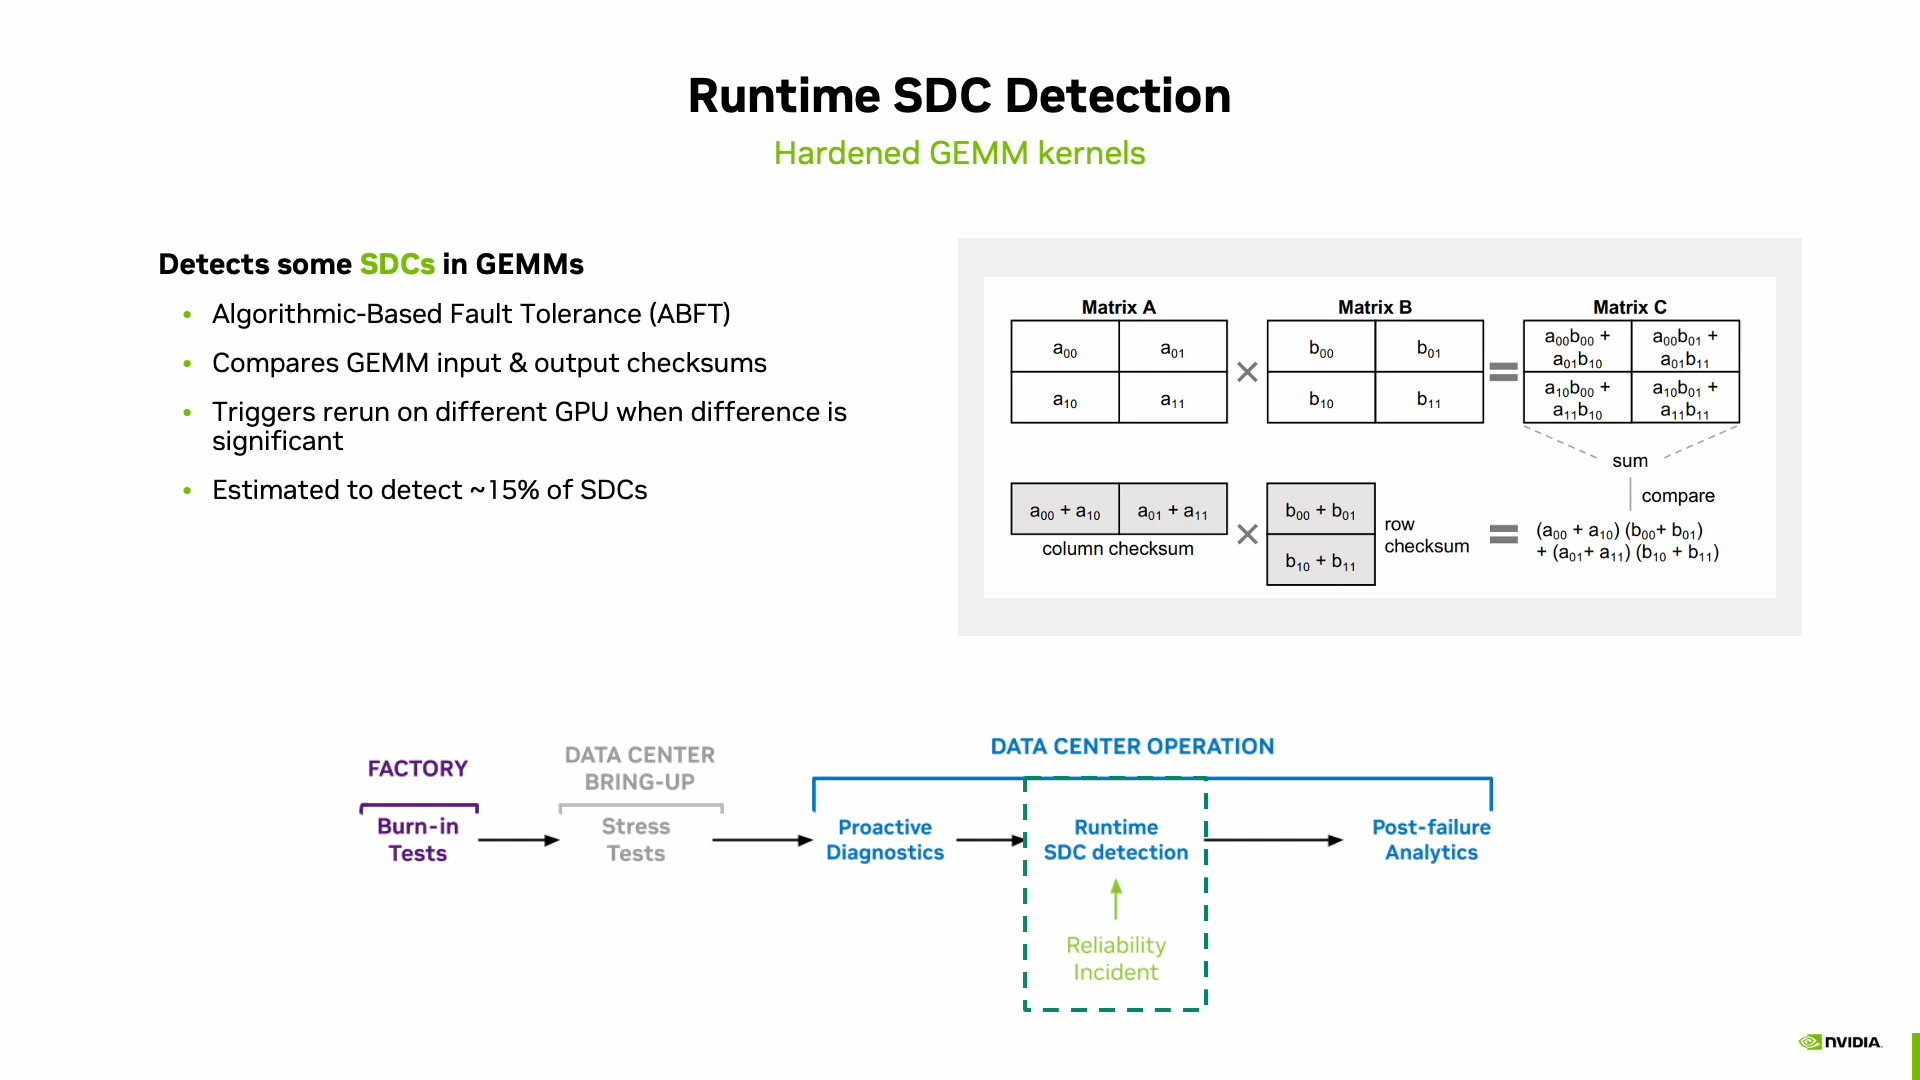 Runtime SDC Detection
Hardened GEMM kernels
Detects some SDCs in GEMMs
• Algorithmic-Based Fault Tolerance (ABFT)
• Compares GEMM input & output checksums
• Triggers rerun on different GPU when difference is
significant
• Estimated to detect ~15% of SDCs
Matrix A
a₀₀ a₀₁
a₁₀ a₁₁
×
Matrix B
b₀₀ b₀₁
b₁₀ b₁₁
=
Matrix C
a₀₀b₀₀ + a₀₀b₀₁ +
a₀₁b₁₀ a₀₁b₁₁
a₁₀b₀₀ + a₁₀b₀₁ +
a₁₁b₁₀ a₁₁b₁₁
sum
compare
a₀₀ + a₁₀ a₀₁ + a₁₁
column checksum
×
b₀₀ + b₀₁
b₁₀ + b₁₁
row
checksum
=
(a₀₀ + a₁₀) (b₀₀+ b₀₁)
+ (a₀₁+ a₁₁) (b₁₀ + b₁₁)
FACTORY
Burn-in
Tests
DATA CENTER
BRING-UP
Stress
Tests
DATA CENTER OPERATION
Proactive
Diagnostics
Runtime
SDC detection
Reliability
Incident
Post-failure
Analytics
NVIDIA